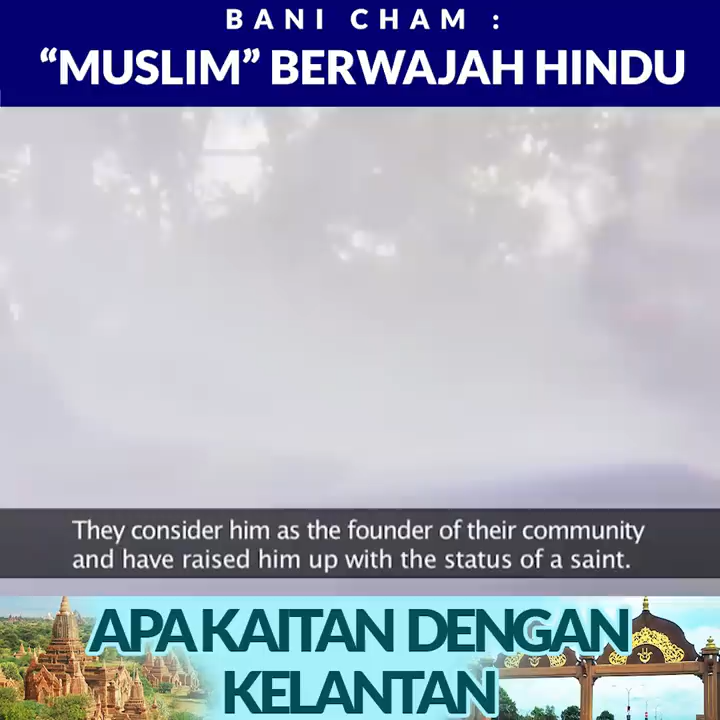 BANI CHAM :
“MUSLIM” BERWAJAH HINDU
They consider him as the founder of their community
and have raised him up with the status of a saint.
APA KAITAN DENGAN
KELANTAN